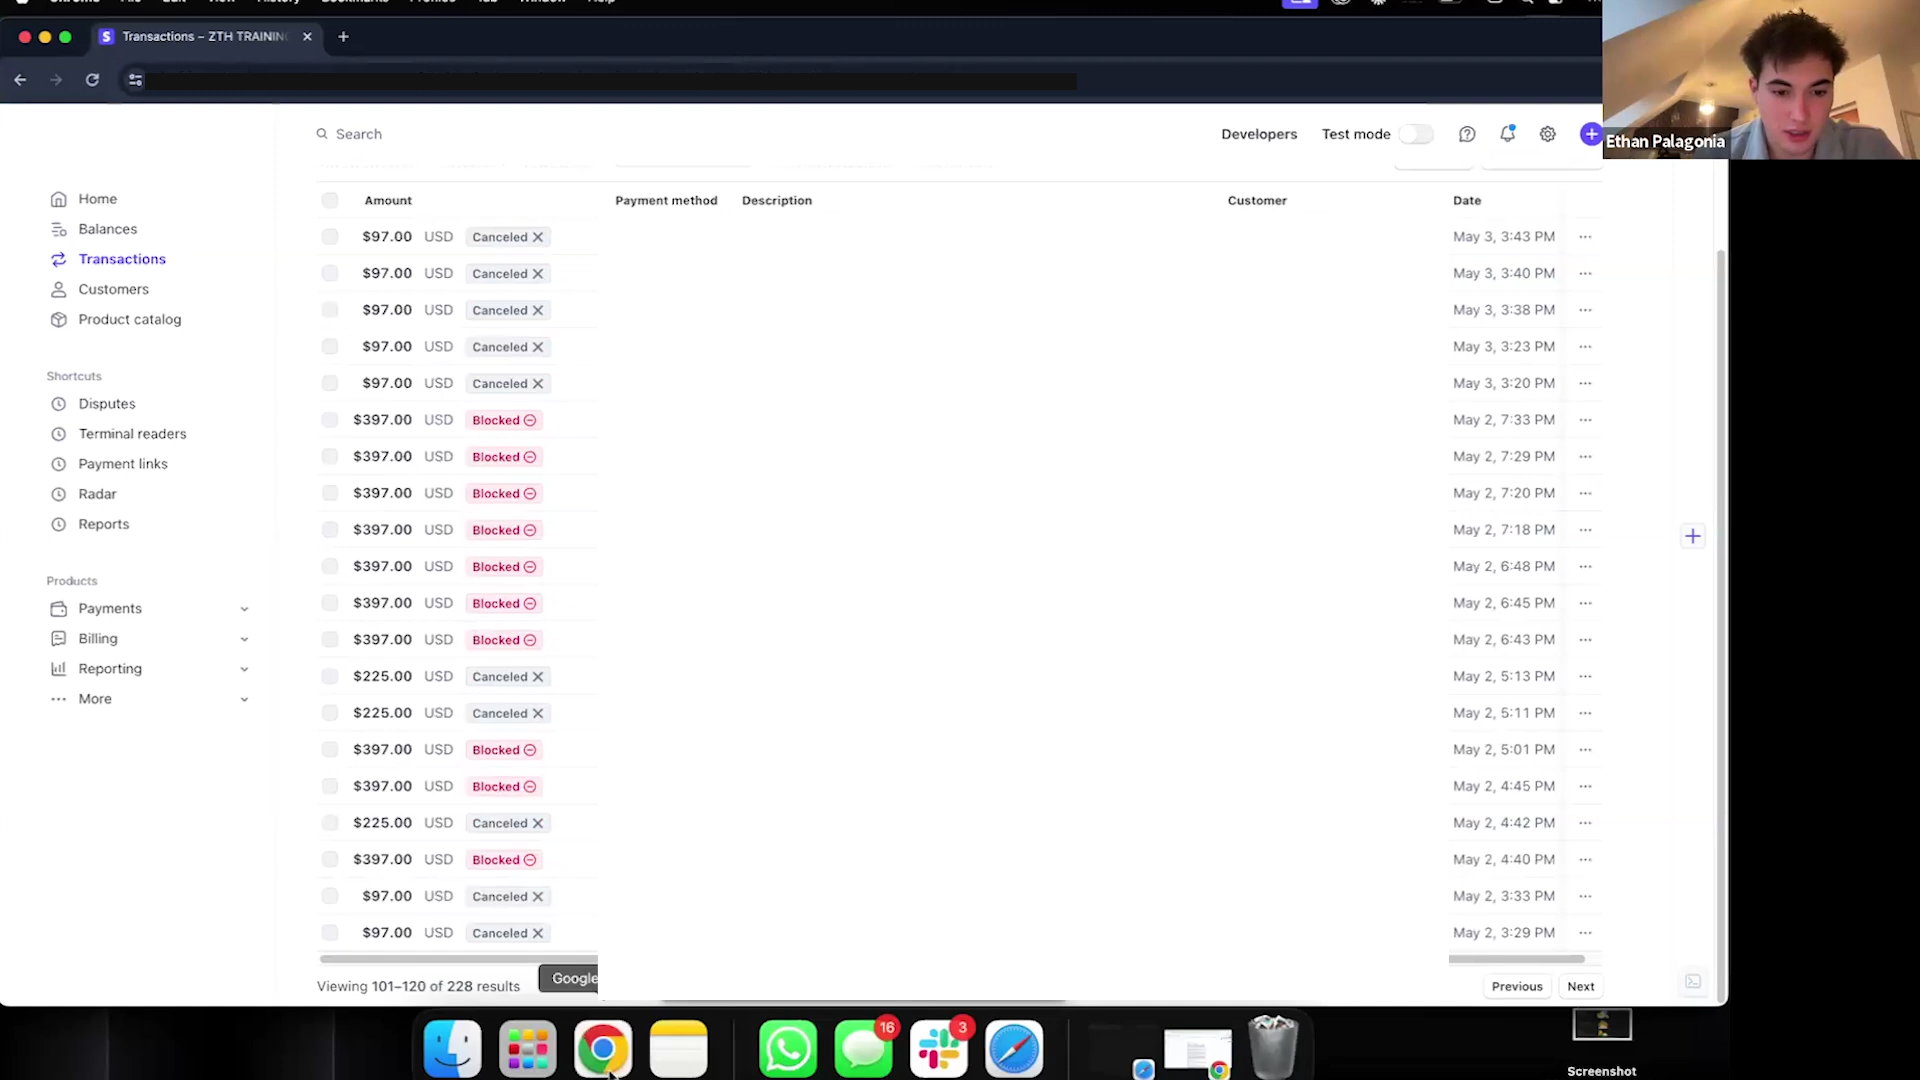 Chrome File Edit View History Bookmarks Profiles Tab Window Help
Transactions – ZTH TRAINING
Ethan Palagonia
Search
Developers
Test mode
Home
Balances
Transactions
Customers
Product catalog
Shortcuts
Disputes
Terminal readers
Payment links
Radar
Reports
Products
Payments
Billing
Reporting
More
Amount Payment method Description Customer Date
$97.00 USD Canceled May 3, 3:43 PM
$97.00 USD Canceled May 3, 3:40 PM
$97.00 USD Canceled May 3, 3:38 PM
$97.00 USD Canceled May 3, 3:23 PM
$97.00 USD Canceled May 3, 3:20 PM
$397.00 USD Blocked May 2, 7:33 PM
$397.00 USD Blocked May 2, 7:29 PM
$397.00 USD Blocked May 2, 7:20 PM
$397.00 USD Blocked May 2, 7:18 PM
$397.00 USD Blocked May 2, 6:48 PM
$397.00 USD Blocked May 2, 6:45 PM
$397.00 USD Blocked May 2, 6:43 PM
$225.00 USD Canceled May 2, 5:13 PM
$225.00 USD Canceled May 2, 5:11 PM
$397.00 USD Blocked May 2, 5:01 PM
$397.00 USD Blocked May 2, 4:45 PM
$225.00 USD Canceled May 2, 4:42 PM
$397.00 USD Blocked May 2, 4:40 PM
$97.00 USD Canceled May 2, 3:33 PM
$97.00 USD Canceled May 2, 3:29 PM
Viewing 101–120 of 228 results
Google
Previous Next
16
3
Screenshot